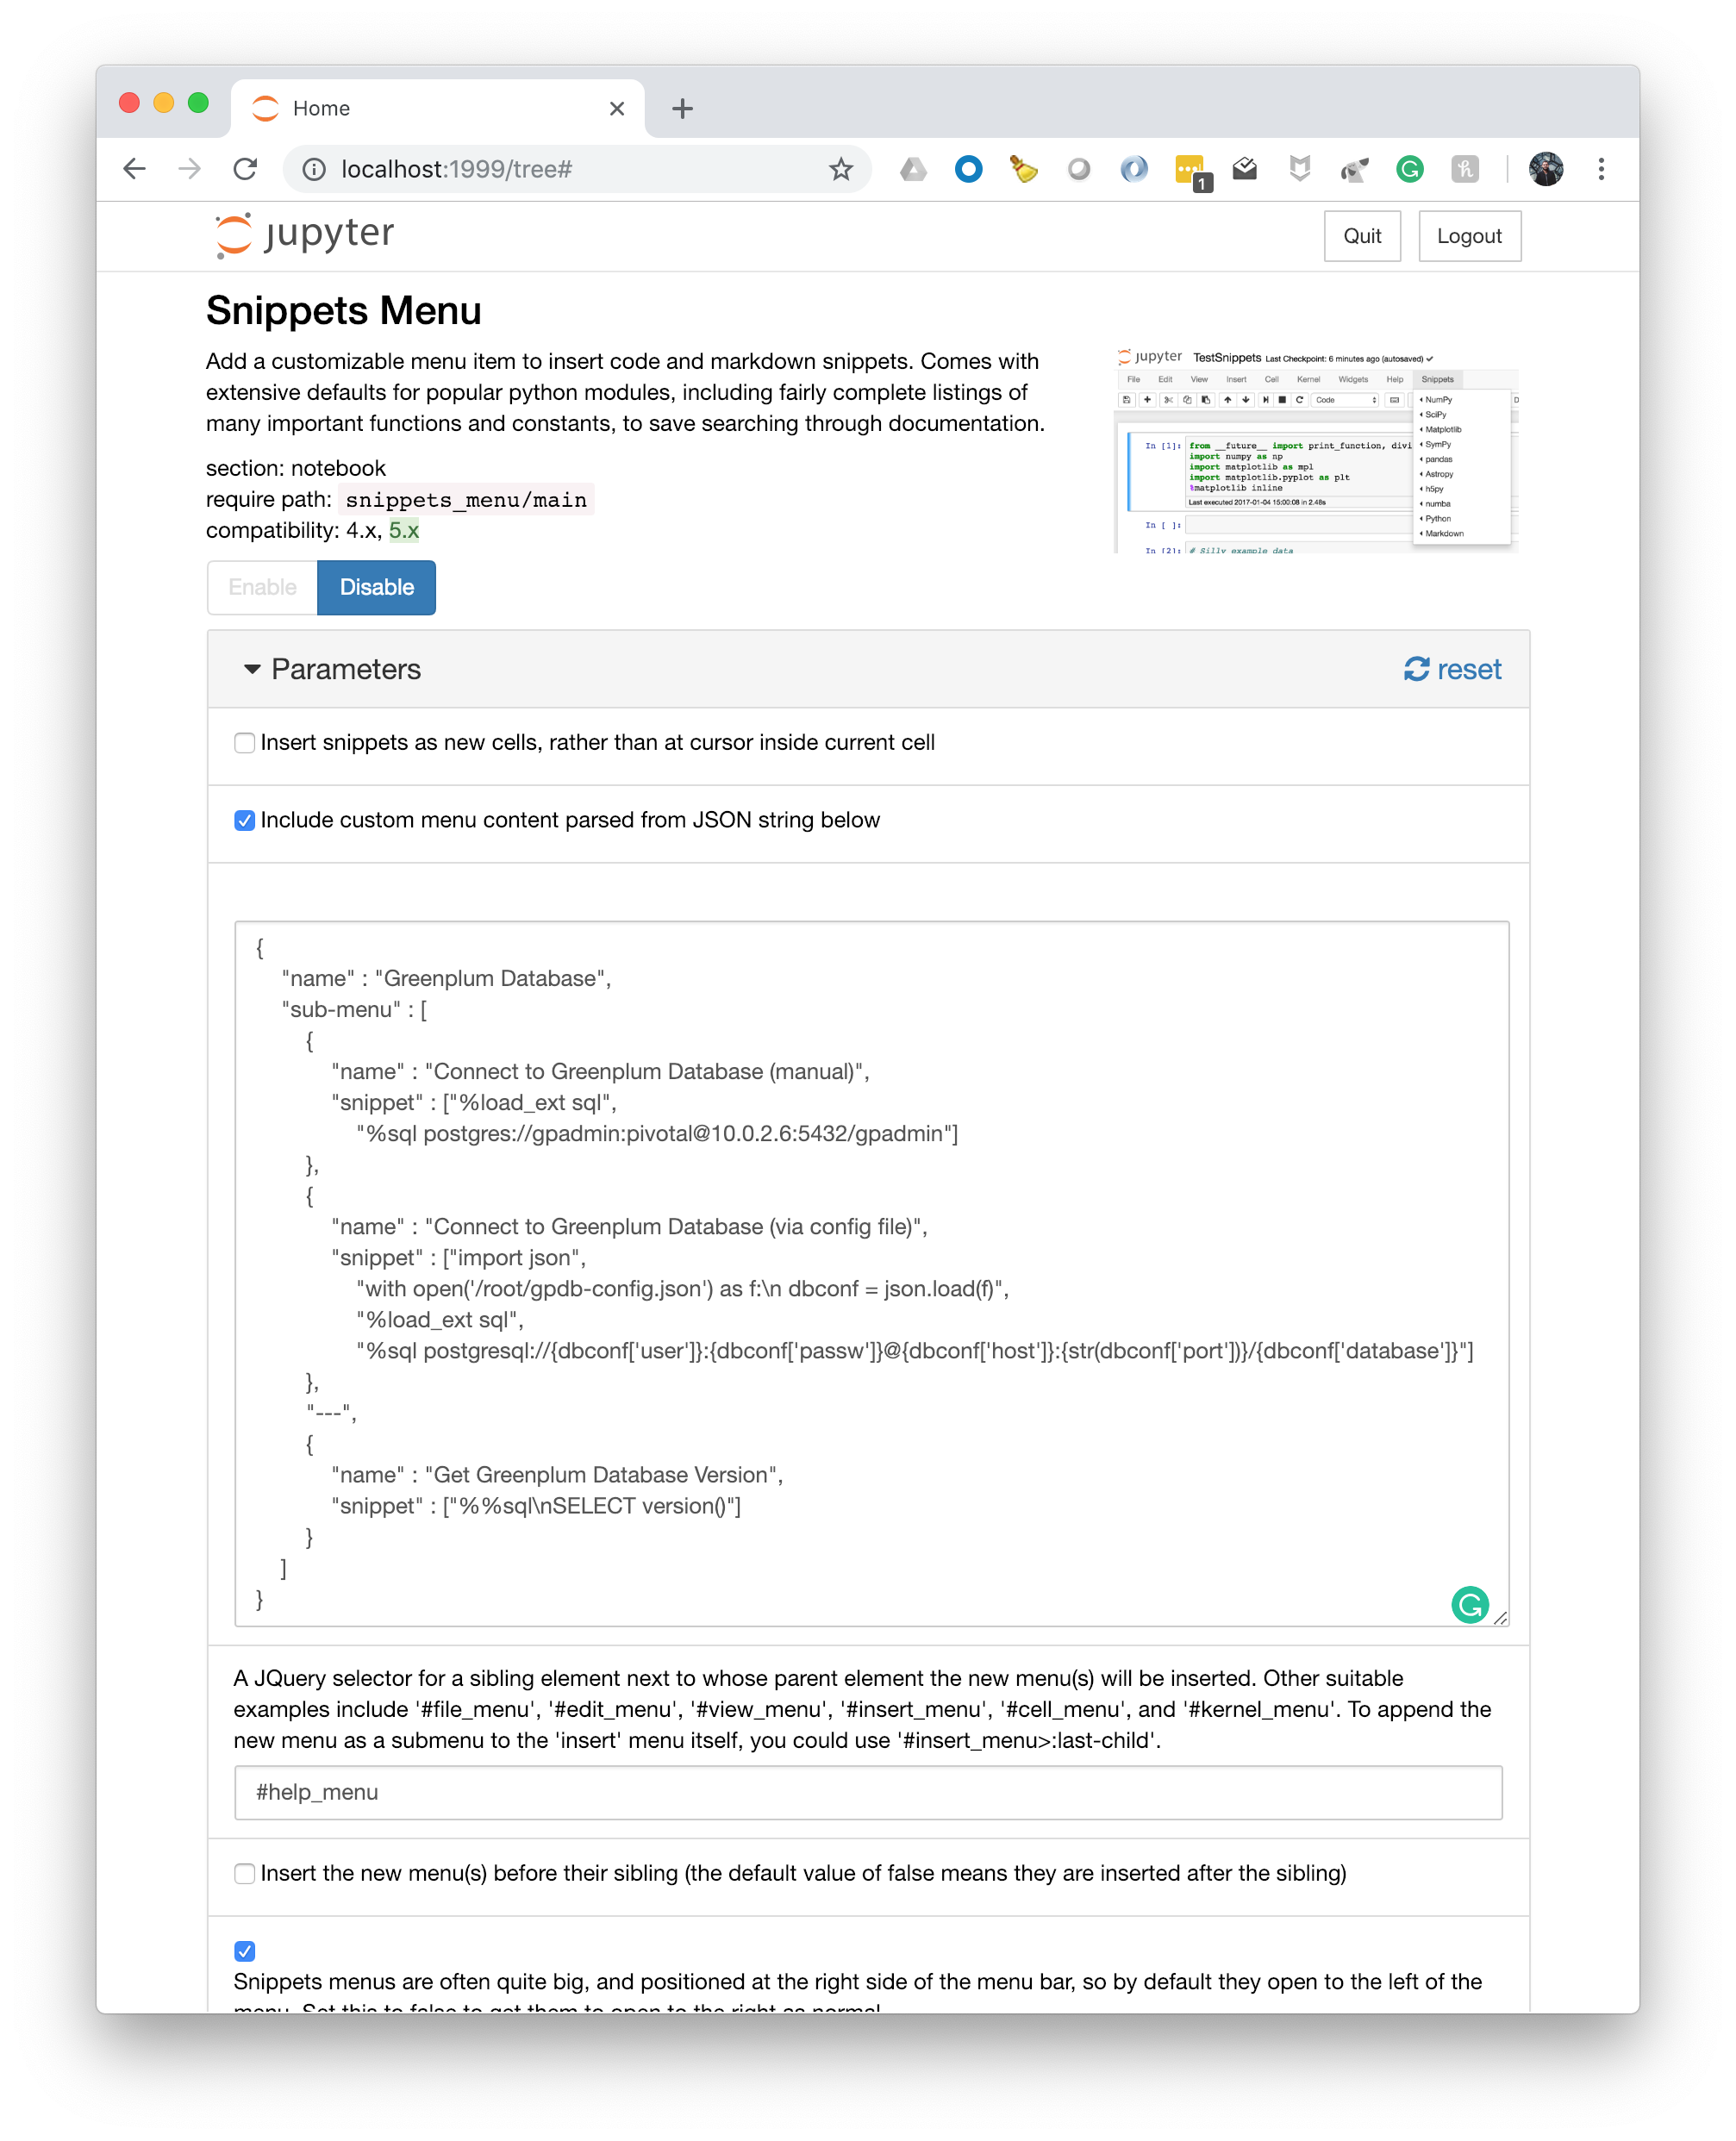 Home
localhost:1999/tree#
1
jupyter
Quit
Logout
Snippets Menu
Add a customizable menu item to insert code and markdown snippets. Comes with
extensive defaults for popular python modules, including fairly complete listings of
many important functions and constants, to save searching through documentation.
section: notebook
require path: snippets_menu/main
compatibility: 4.x, 5.x
jupyter TestSnippets Last Checkpoint: 6 minutes ago (autosaved)
File Edit View Insert Cell Kernel Widgets Help Snippets
Code
NumPy
SciPy
Matplotlib
SymPy
pandas
Astropy
h5py
numba
Python
Markdown
In [1]: from __future__ import print_function, divi
import numpy as np
import matplotlib as mpl
import matplotlib.pyplot as plt
%matplotlib inline
Last executed 2017-01-04 15:00:08 in 2.48s
In [ ]:
In [2]: # Silly example data
Enable
Disable
Parameters
reset
Insert snippets as new cells, rather than at cursor inside current cell
Include custom menu content parsed from JSON string below
{
"name" : "Greenplum Database",
"sub-menu" : [
{
"name" : "Connect to Greenplum Database (manual)",
"snippet" : ["%load_ext sql",
"%sql postgres://gpadmin:pivotal@10.0.2.6:5432/gpadmin"]
},
{
"name" : "Connect to Greenplum Database (via config file)",
"snippet" : ["import json",
"with open('/root/gpdb-config.json') as f:\n dbconf = json.load(f)",
"%load_ext sql",
"%sql postgresql://{dbconf['user']}:{dbconf['passw']}@{dbconf['host']}:{str(dbconf['port'])}/{dbconf['database']}"]
},
"---",
{
"name" : "Get Greenplum Database Version",
"snippet" : ["%%sql\nSELECT version()"]
}
]
}
A JQuery selector for a sibling element next to whose parent element the new menu(s) will be inserted. Other suitable
examples include '#file_menu', '#edit_menu', '#view_menu', '#insert_menu', '#cell_menu', and '#kernel_menu'. To append the
new menu as a submenu to the 'insert' menu itself, you could use '#insert_menu>:last-child'.
#help_menu
Insert the new menu(s) before their sibling (the default value of false means they are inserted after the sibling)
Snippets menus are often quite big, and positioned at the right side of the menu bar, so by default they open to the left of the
menu. Set this to false to get them to open to the right as normal.